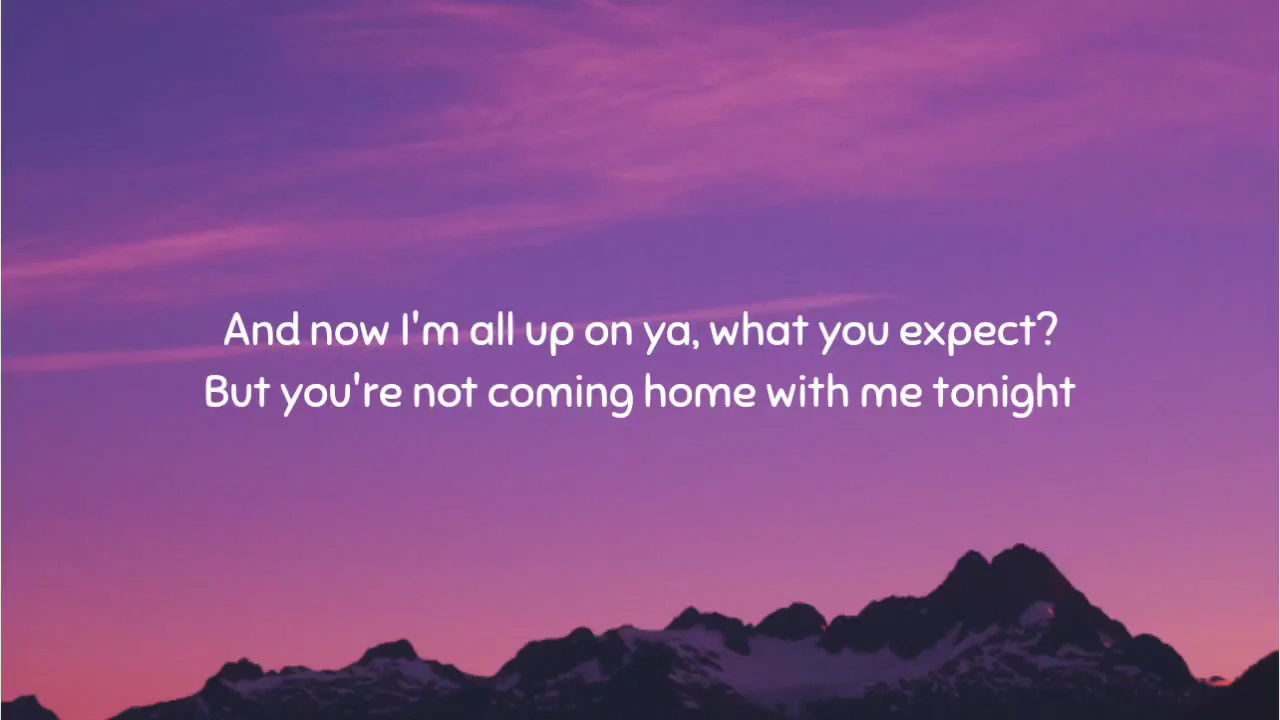 And now I'm all up on ya, what you expect?
But you're not coming home with me tonight